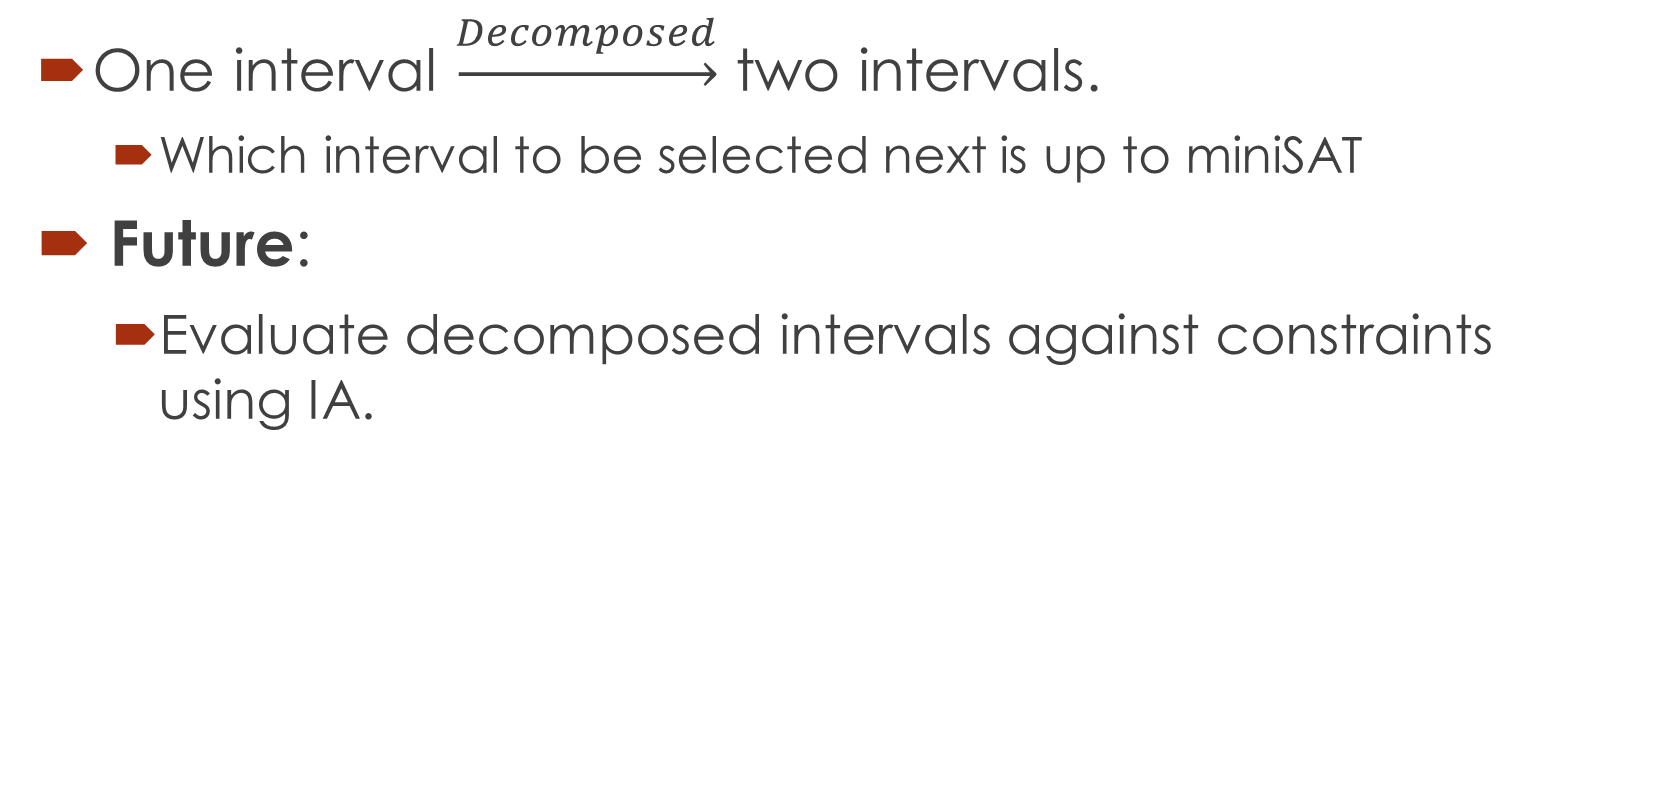 One interval Decomposed→ two intervals.
Which interval to be selected next is up to miniSAT
Future:
Evaluate decomposed intervals against constraints
using IA.